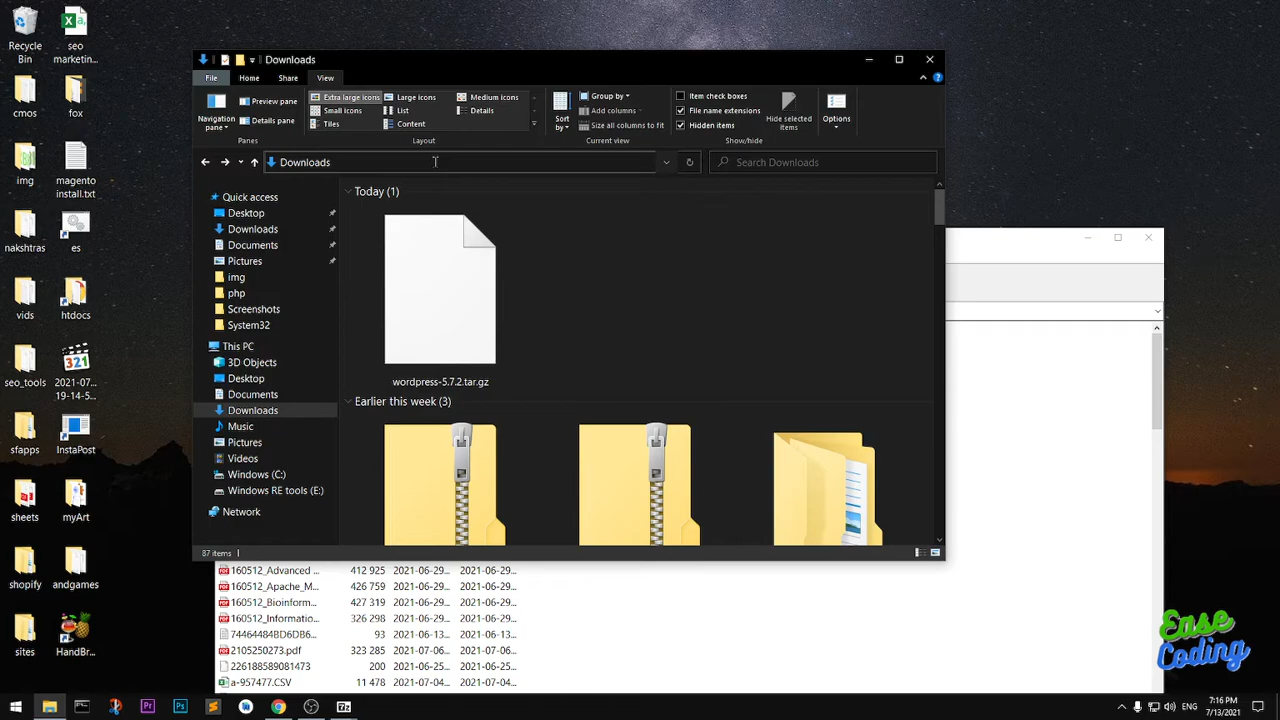 Recycle Bin
seo marketin...
cmos
fox
img
magento install.txt
nakshtras
es
vids
htdocs
seo_tools
2021-07... 19-14-5...
sfapps
InstaPost
sheets
myArt
shopify
andgames
sites
HandBr...
Downloads
File
Home
Share
View
Navigation pane
Preview pane
Details pane
Panes
Extra large icons
Large icons
Medium icons
Small icons
List
Details
Tiles
Content
Layout
Sort by
Group by
Add columns
Size all columns to fit
Current view
Item check boxes
File name extensions
Hidden items
Hide selected items
Show/hide
Options
Downloads
Search Downloads
Quick access
Desktop
Downloads
Documents
Pictures
img
php
Screenshots
System32
This PC
3D Objects
Desktop
Documents
Downloads
Music
Pictures
Videos
Windows (C:)
Windows RE tools (E:)
Network
Today (1)
wordpress-5.7.2.tar.gz
Earlier this week (3)
87 items
160512_Advanced ... 412 925 2021-06-29... 2021-06-29...
160512_Apache_M... 426 759 2021-06-29... 2021-06-29...
160512_Bioinform... 427 319 2021-06-29... 2021-06-29...
160512_Informatio... 326 298 2021-06-29... 2021-06-29...
74464484BD6DB6... 93 2021-06-13... 2021-06-13...
2105250273.pdf 323 285 2021-07-06... 2021-07-06...
226188589081473 200 2021-06-25... 2021-06-25...
a-957477.CSV 11 478 2021-07-04... 2021-07-04...
Ease
Coding
Pr
Ps
7z
ENG
7:16 PM
7/13/2021